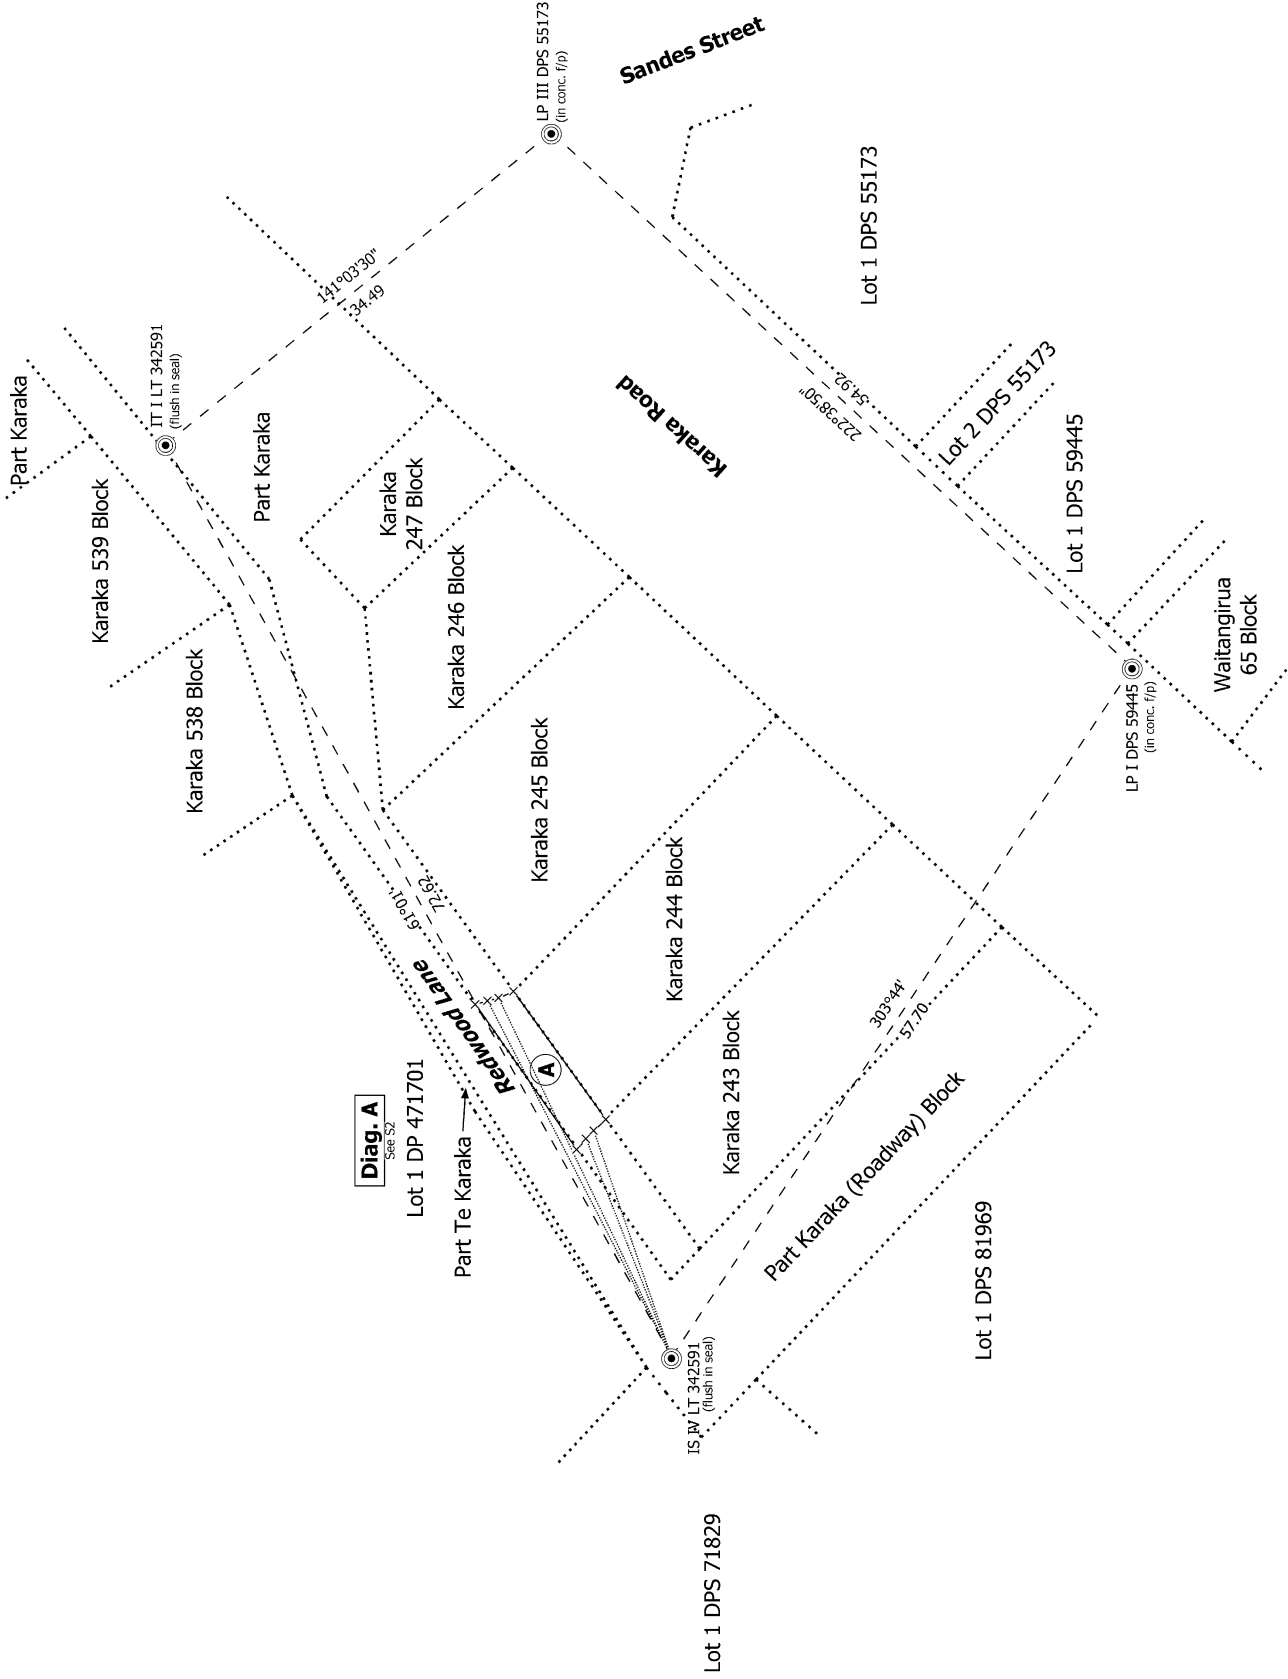 LP III DPS 55173
(in conc. f/p)
Sandes Street
141°03'30"
34.49
IT I LT 342591
(flush in seal)
Part Karaka
Karaka 539 Block
Part Karaka
Karaka
247 Block
Karaka 538 Block
Karaka 246 Block
Karaka Road
Lot 1 DPS 55173
54.92
222°38'50"
Lot 2 DPS 55173
Lot 1 DPS 59445
Waitangirua
65 Block
LP I DPS 59445
(in conc. f/p)
Karaka 245 Block
61°01'
72.62
Karaka 244 Block
Redwood Lane
A
Diag. A
See S2
Lot 1 DP 471701
Part Te Karaka
Karaka 243 Block
303°44'
57.70
Part Karaka (Roadway) Block
Lot 1 DPS 81969
IS IV LT 342591
(flush in seal)
Lot 1 DPS 71829